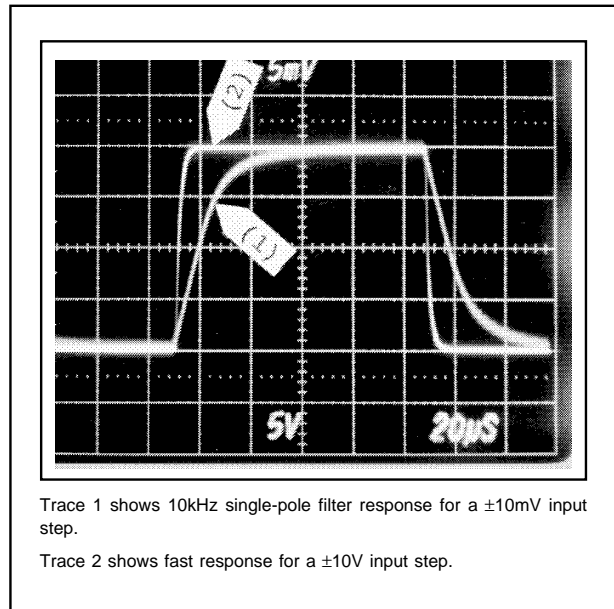 5mV
(2)
(1)
5V
20µS
Trace 1 shows 10kHz single-pole filter response for a ±10mV input
step.
Trace 2 shows fast response for a ±10V input step.